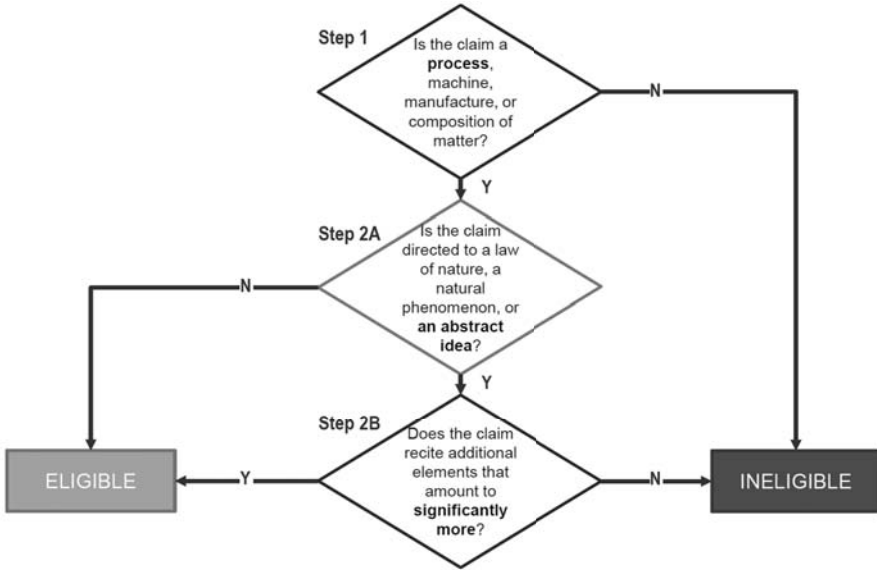 Step 1
Is the claim a
process,
machine,
manufacture, or
composition of
matter?
N
Y
Step 2A
Is the claim
directed to a law
of nature, a
natural
phenomenon, or
an abstract
idea?
N
Y
Step 2B
Does the claim
recite additional
elements that
amount to
significantly
more?
ELIGIBLE
Y
N
INELIGIBLE